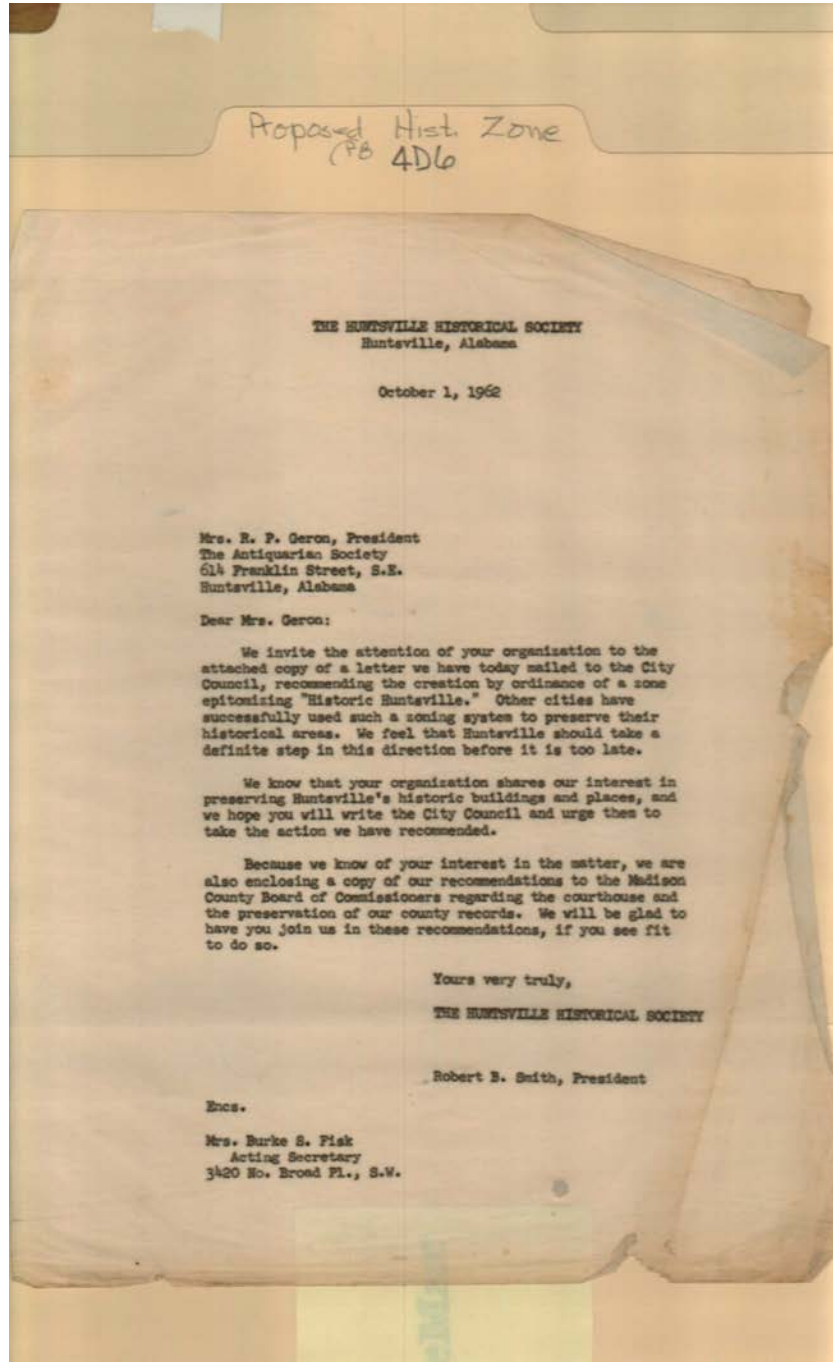 Proposed Hist. Zone
(PB 4D6
THE HUNTSVILLE HISTORICAL SOCIETY
Huntsville, Alabama
October 1, 1962
Mrs. R. P. Geron, President
The Antiquarian Society
614 Franklin Street, S.E.
Huntsville, Alabama
Dear Mrs. Geron:
We invite the attention of your organization to the
attached copy of a letter we have today mailed to the City
Council, recommending the creation by ordinance of a zone
epitomizing "Historic Huntsville." Other cities have
successfully used such a zoning system to preserve their
historical areas. We feel that Huntsville should take a
definite step in this direction before it is too late.
We know that your organization shares our interest in
preserving Huntsville's historic buildings and places, and
we hope you will write the City Council and urge them to
take the action we have recommended.
Because we know of your interest in the matter, we are
also enclosing a copy of our recommendations to the Madison
County Board of Commissioners regarding the courthouse and
the preservation of our county records. We will be glad to
have you join us in these recommendations, if you see fit
to do so.
Yours very truly,
THE HUNTSVILLE HISTORICAL SOCIETY
Robert B. Smith, President
Encs.
Mrs. Burke S. Fisk
Acting Secretary
3420 No. Broad Pl., S.W.